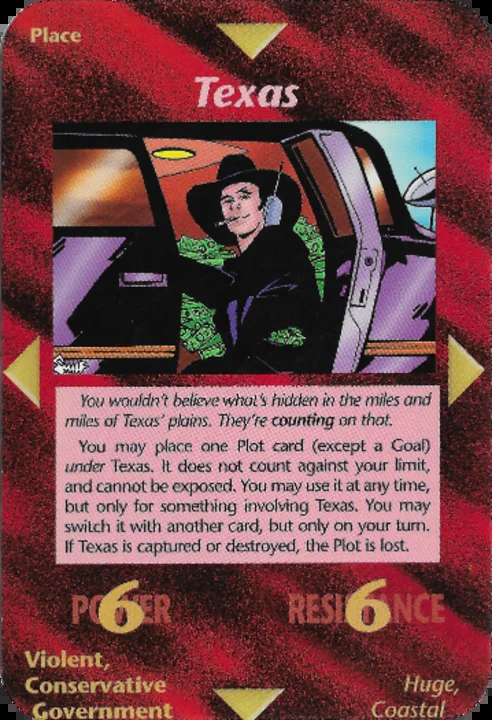 Place
Texas
You wouldn't believe what's hidden in the miles and
miles of Texas' plains. They're counting on that.
You may place one Plot card (except a Goal)
under Texas. It does not count against your limit,
and cannot be exposed. You may use it at any time,
but only for something involving Texas. You may
switch it with another card, but only on your turn.
If Texas is captured or destroyed, the Plot is lost.
POWER 6
RESISTANCE 6
Violent,
Conservative
Government
Huge,
Coastal